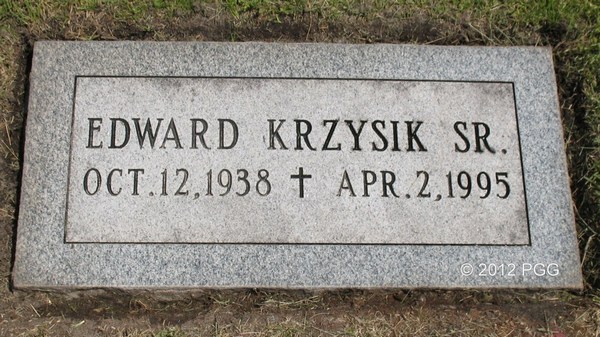 EDWARD KRZYSIK SR.
OCT.12,1938 ✝ APR.2,1995
© 2012 PGG